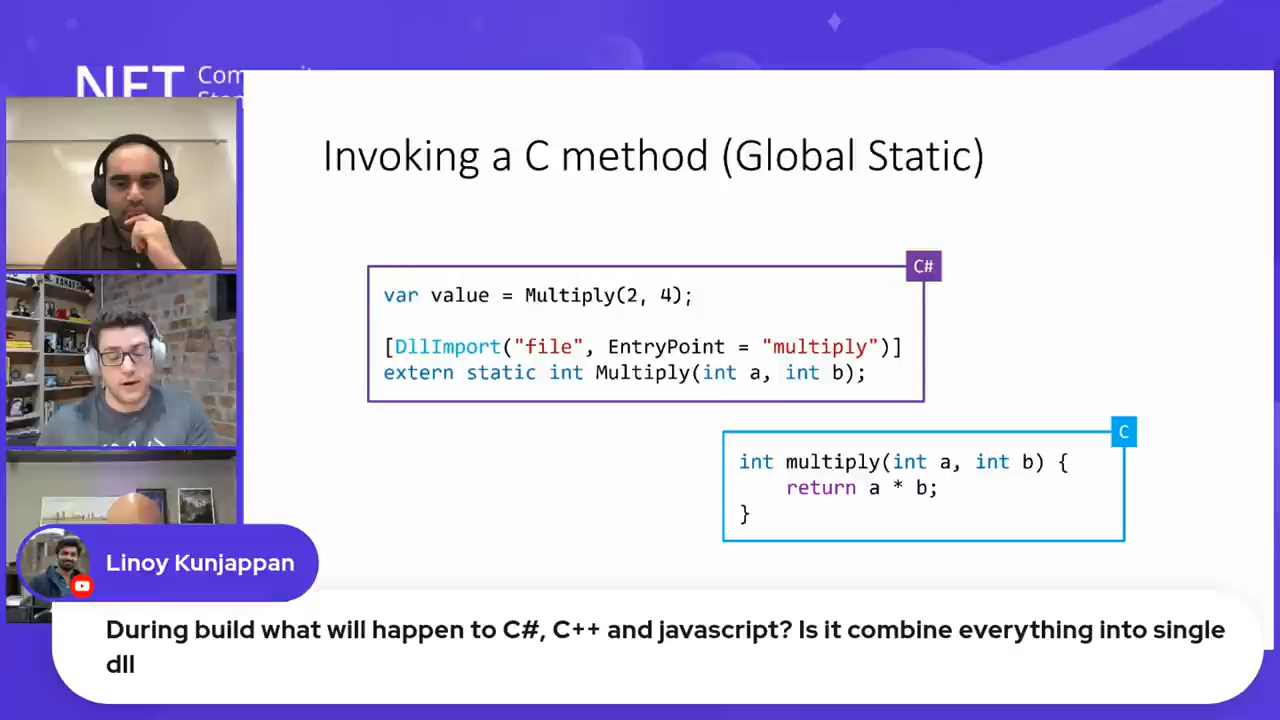 .NET
Invoking a C method (Global Static)
C#
var value = Multiply(2, 4);
[DllImport("file", EntryPoint = "multiply")]
extern static int Multiply(int a, int b);
C
int multiply(int a, int b) {
return a * b;
}
Linoy Kunjappan
During build what will happen to C#, C++ and javascript? Is it combine everything into single
dll